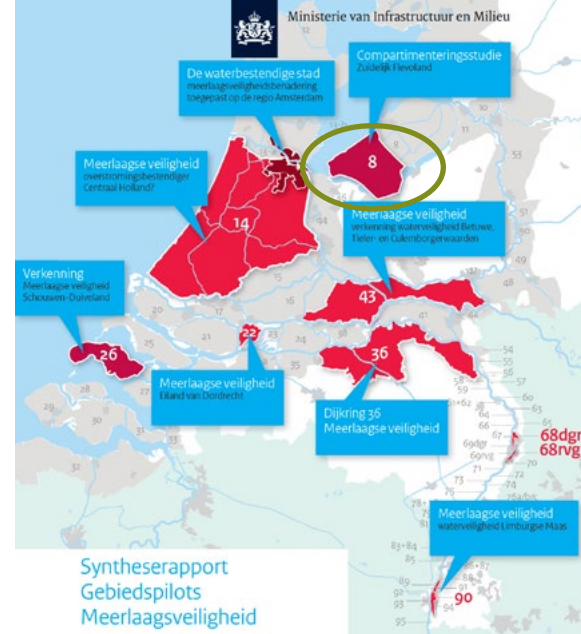 Ministerie van Infrastructuur en Milieu
Compartimenteringsstudie
Zuidelijk Flevoland
De waterbestendige stad
meerlaagsveiligheidsbenadering
toegepast op de regio Amsterdam
8
Meerlaagse veiligheid
overstromingsbestendiger
Centraal Holland?
14
Meerlaagse veiligheid
verkenning waterveiligheid Betuwe,
Tieler- en Culemborgerwaarden
Verkenning
Meerlaagse veiligheid
Schouwen-Duiveland
43
22
26
36
Meerlaagse veiligheid
Eiland van Dordrecht
Dijkring 36
Meerlaagse veiligheid
68dgr
68rvg
Meerlaagse veiligheid
waterveiligheid Limburgse Maas
90
Syntheserapport
Gebiedspilots
Meerlaagsveiligheid